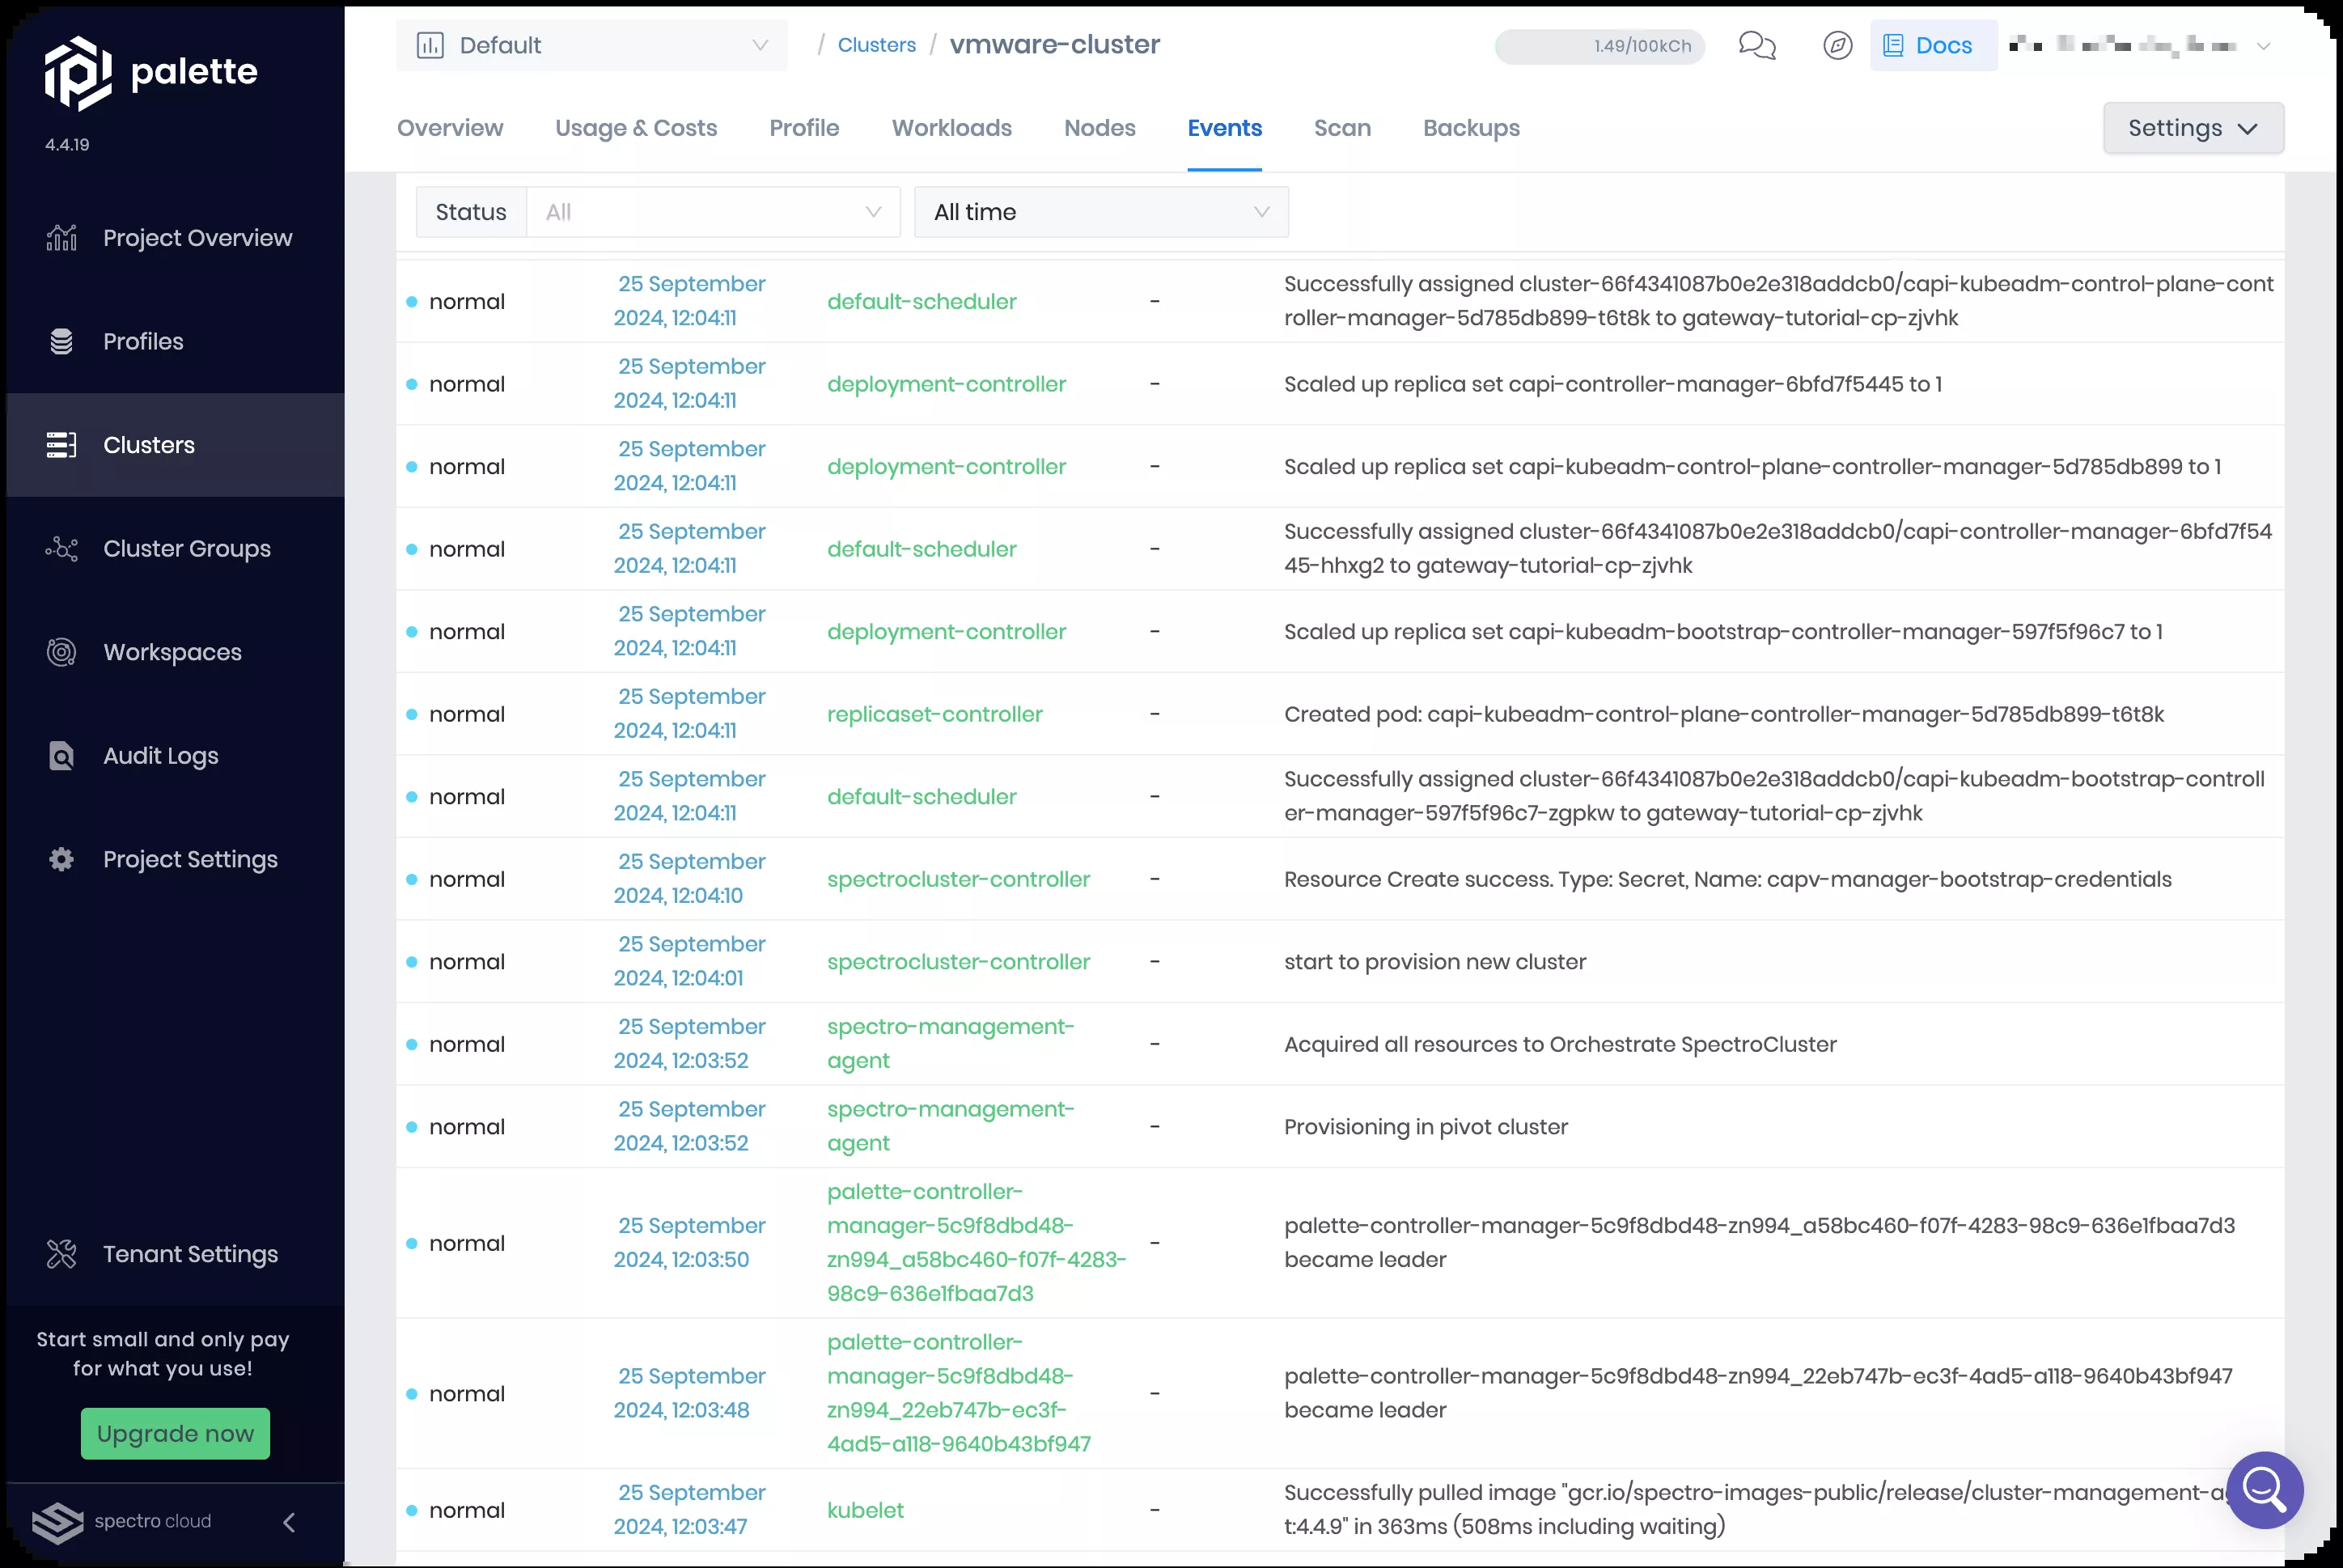 palette
4.4.19
Project Overview
Profiles
Clusters
Cluster Groups
Workspaces
Audit Logs
Project Settings
Tenant Settings
Start small and only pay
for what you use!
Upgrade now
spectro cloud
Default
/ Clusters / vmware-cluster
1.49/100kCh
Docs
Overview Usage & Costs Profile Workloads Nodes Events Scan Backups
Settings
Status All All time
normal
25 September
2024, 12:04:11
default-scheduler
-
Successfully assigned cluster-66f4341087b0e2e318addcb0/capi-kubeadm-control-plane-cont
roller-manager-5d785db899-t6t8k to gateway-tutorial-cp-zjvhk
normal
25 September
2024, 12:04:11
deployment-controller
-
Scaled up replica set capi-controller-manager-6bfd7f5445 to 1
normal
25 September
2024, 12:04:11
deployment-controller
-
Scaled up replica set capi-kubeadm-control-plane-controller-manager-5d785db899 to 1
normal
25 September
2024, 12:04:11
default-scheduler
-
Successfully assigned cluster-66f4341087b0e2e318addcb0/capi-controller-manager-6bfd7f54
45-hhxg2 to gateway-tutorial-cp-zjvhk
normal
25 September
2024, 12:04:11
deployment-controller
-
Scaled up replica set capi-kubeadm-bootstrap-controller-manager-597f5f96c7 to 1
normal
25 September
2024, 12:04:11
replicaset-controller
-
Created pod: capi-kubeadm-control-plane-controller-manager-5d785db899-t6t8k
normal
25 September
2024, 12:04:11
default-scheduler
-
Successfully assigned cluster-66f4341087b0e2e318addcb0/capi-kubeadm-bootstrap-controll
er-manager-597f5f96c7-zgpkw to gateway-tutorial-cp-zjvhk
normal
25 September
2024, 12:04:10
spectrocluster-controller
-
Resource Create success. Type: Secret, Name: capv-manager-bootstrap-credentials
normal
25 September
2024, 12:04:01
spectrocluster-controller
-
start to provision new cluster
normal
25 September
2024, 12:03:52
spectro-management-
agent
-
Acquired all resources to Orchestrate SpectroCluster
normal
25 September
2024, 12:03:52
spectro-management-
agent
-
Provisioning in pivot cluster
normal
25 September
2024, 12:03:50
palette-controller-
manager-5c9f8dbd48-
zn994_a58bc460-f07f-4283-
98c9-636e1fbaa7d3
-
palette-controller-manager-5c9f8dbd48-zn994_a58bc460-f07f-4283-98c9-636e1fbaa7d3
became leader
normal
25 September
2024, 12:03:48
palette-controller-
manager-5c9f8dbd48-
zn994_22eb747b-ec3f-
4ad5-a118-9640b43bf947
-
palette-controller-manager-5c9f8dbd48-zn994_22eb747b-ec3f-4ad5-a118-9640b43bf947
became leader
normal
25 September
2024, 12:03:47
kubelet
-
Successfully pulled image "gcr.io/spectro-images-public/release/cluster-management-ag
t:4.4.9" in 363ms (508ms including waiting)